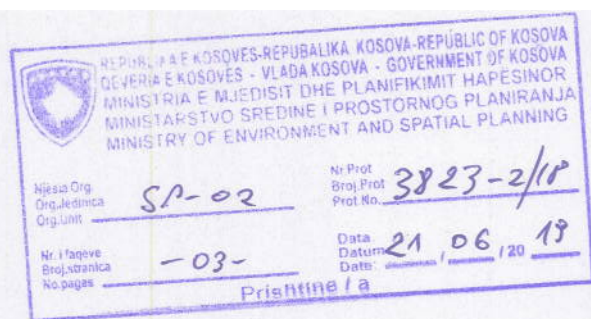 REPUBLIKA E KOSOVËS-REPUBALIKA KOSOVA-REPUBLIC OF KOSOVA
QEVERIA E KOSOVËS - VLADA KOSOVA - GOVERNMENT OF KOSOVA
MINISTRIA E MJEDISIT DHE PLANIFIKIMIT HAPËSINOR
MINISTARSTVO SREDINE I PROSTORNOG PLANIRANJA
MINISTRY OF ENVIRONMENT AND SPATIAL PLANNING
Njësia Org.
Org.Jedinica
Org.Unit
SP-02
Nr.Prot
Broj.Prot
Prot.No.
3823-2/18
Nr. i faqeve
Broj.stranica
No.pages
-03-
Data
Datum
Date:
21 / 06 / 20 19
Prishtinë / a